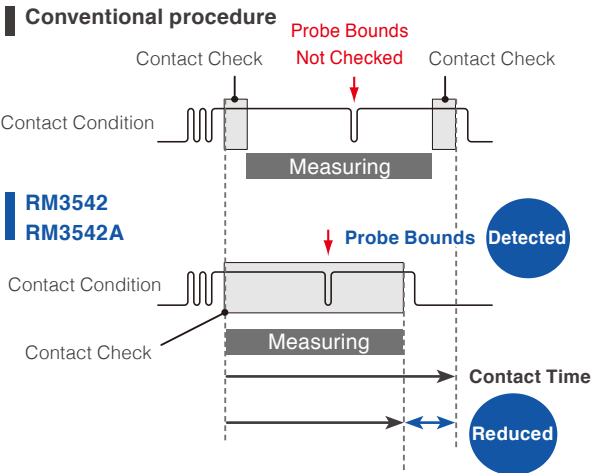 Conventional procedure
Probe Bounds
Not Checked
Contact Check
Contact Check
Contact Condition
Measuring
RM3542
RM3542A
Probe Bounds
Detected
Contact Condition
Measuring
Contact Check
Contact Time
Reduced